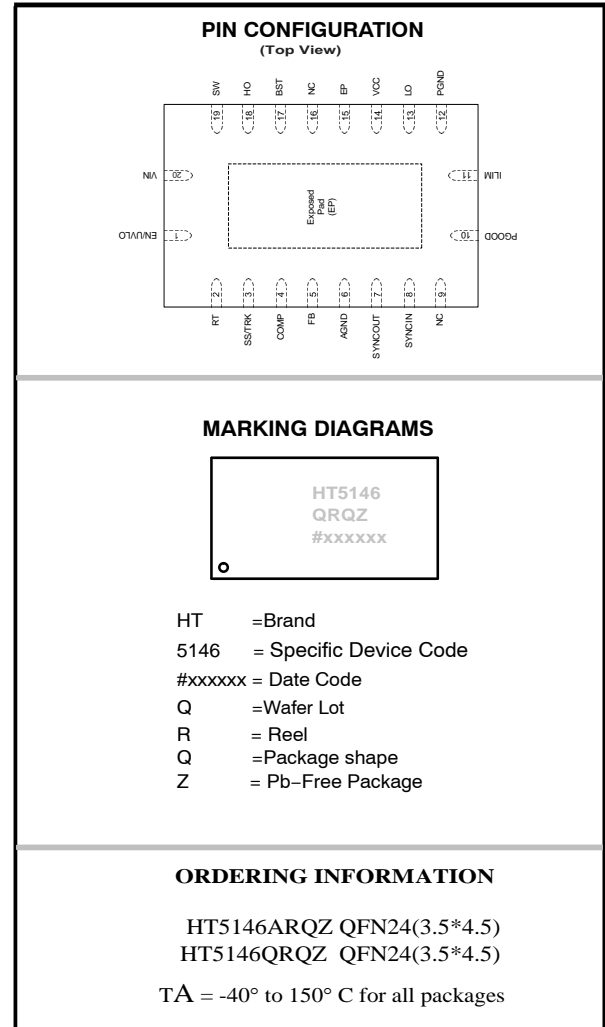 PIN CONFIGURATION
(Top View)
SW
HO
BST
NC
EP
VCC
LO
PGND
19
18
17
16
15
14
13
12
VIN
20
11
ILIM
Exposed
Pad
(EP)
EN/UVLO
1
10
PGOOD
2
3
4
5
6
7
8
9
RT
SS/TRK
COMP
FB
AGND
SYNCOUT
SYNCIN
NC
MARKING DIAGRAMS
HT5146
QRQZ
#xxxxxx
HT =Brand
5146 = Specific Device Code
#xxxxxx = Date Code
Q =Wafer Lot
R = Reel
Q =Package shape
Z = Pb−Free Package
ORDERING INFORMATION
HT5146ARQZ QFN24(3.5*4.5)
HT5146QRQZ QFN24(3.5*4.5)
TA = -40° to 150° C for all packages